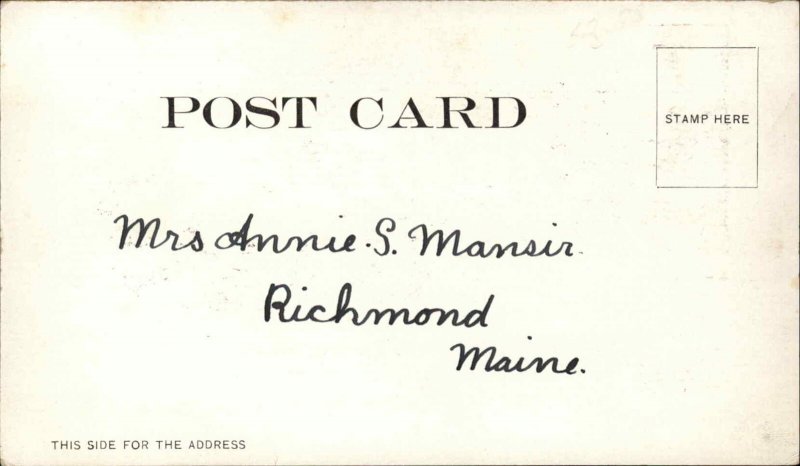 POST CARD
STAMP HERE
Mrs Annie. S. Mansir
Richmond
Maine.
THIS SIDE FOR THE ADDRESS